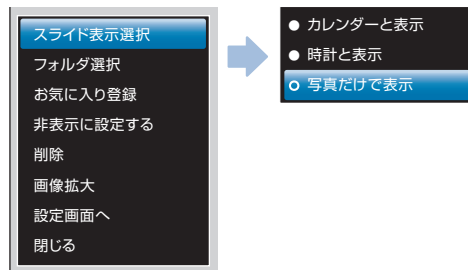 スライド表示選択
フォルダ選択
お気に入り登録
非表示に設定する
削除
画像拡大
設定画面へ
閉じる
カレンダーと表示
時計と表示
写真だけで表示